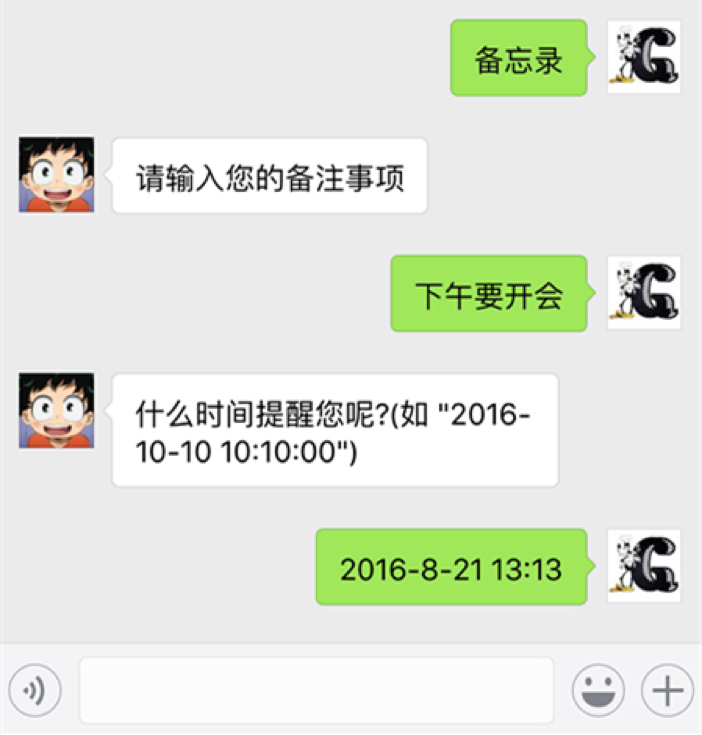 备忘录
请输入您的备注事项
下午要开会
什么时间提醒您呢?(如 "2016-
10-10 10:10:00")
2016-8-21 13:13